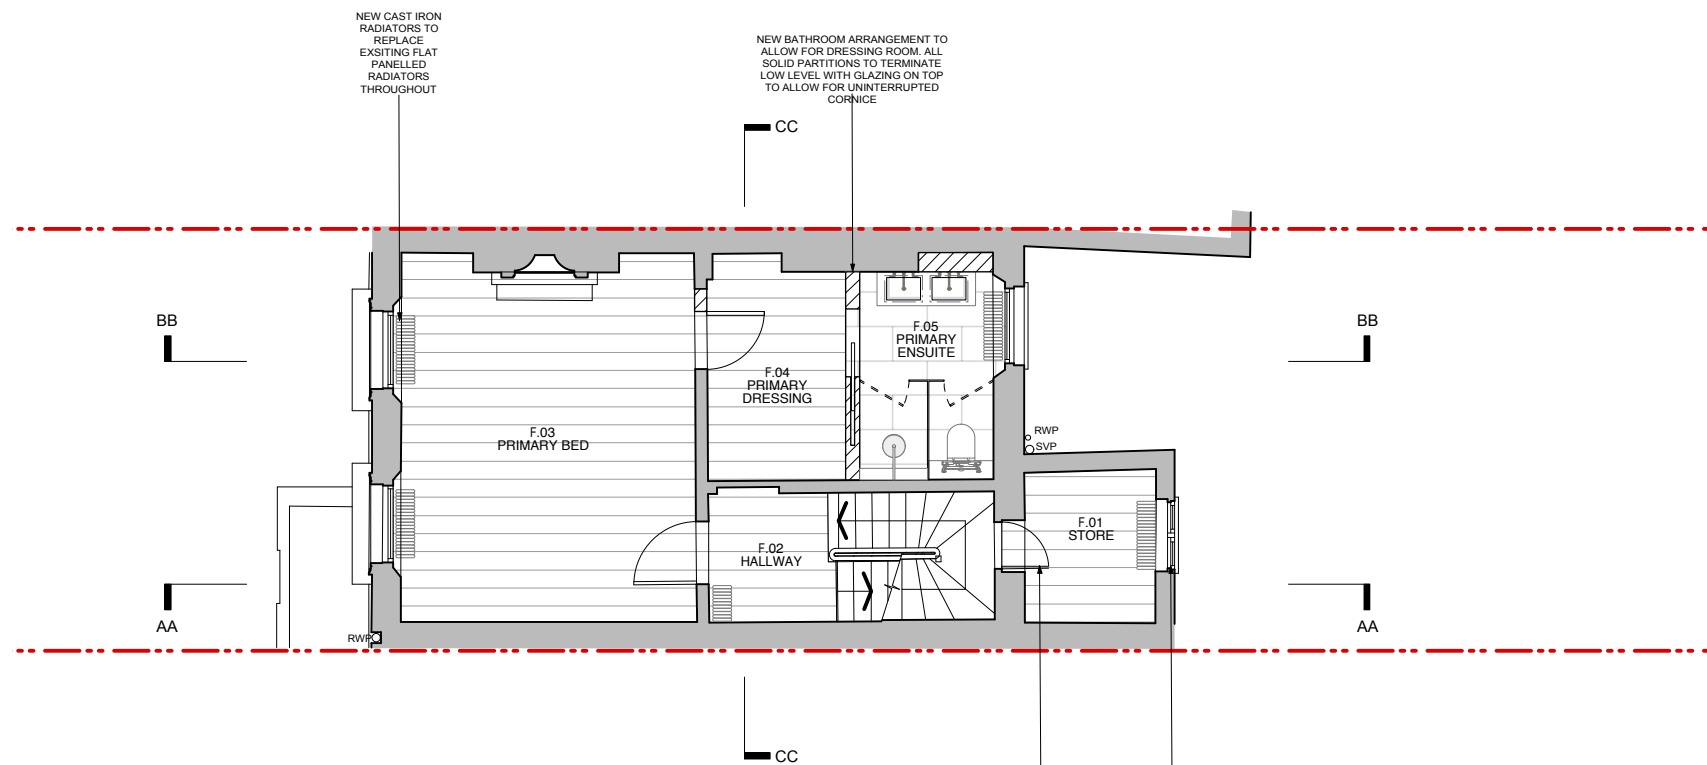 NEW CAST IRON
RADIATORS TO
REPLACE
EXSITING FLAT
PANELLED
RADIATORS
THROUGHOUT
NEW BATHROOM ARRANGEMENT TO
ALLOW FOR DRESSING ROOM. ALL
SOLID PARTITIONS TO TERMINATE
LOW LEVEL WITH GLAZING ON TOP
TO ALLOW FOR UNINTERRUPTED
CORNICE
CC
BB
BB
F.05
PRIMARY
ENSUITE
F.04
PRIMARY
DRESSING
F.03
PRIMARY BED
RWP
SVP
F.01
STORE
F.02
HALLWAY
AA
AA
RWP
CC